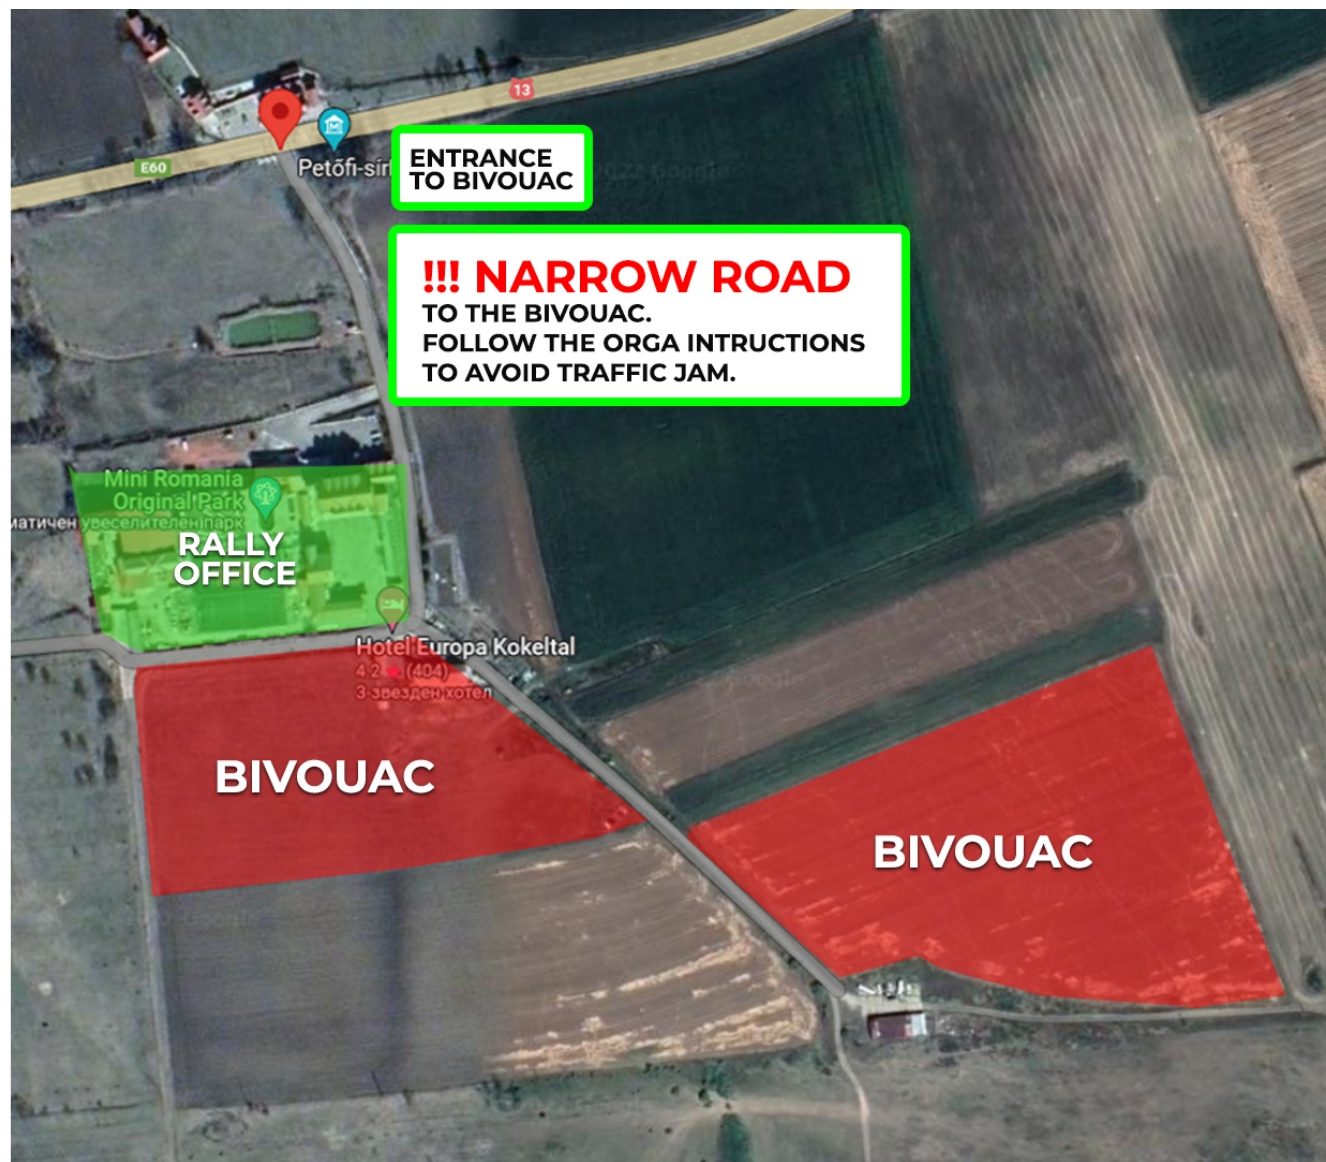 13
E60
Petőfi-sír
ENTRANCE
TO BIVOUAC
!!! NARROW ROAD
TO THE BIVOUAC.
FOLLOW THE ORGA INTRUCTIONS
TO AVOID TRAFFIC JAM.
Mini Romania
Original Park
матичен увеселителен парк
RALLY
OFFICE
Hotel Europa Kokeltal
4.2 (404)
3-звезден хотел
BIVOUAC
BIVOUAC